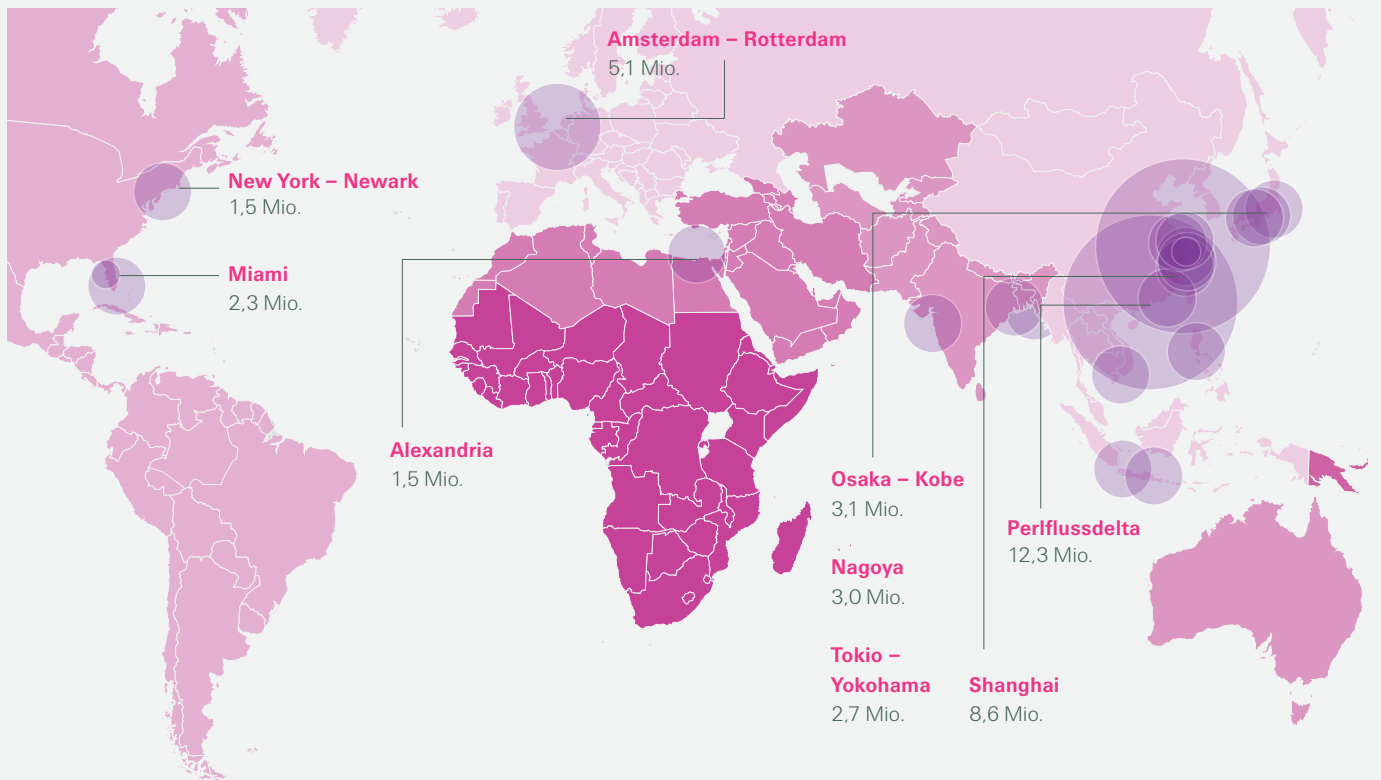 Amsterdam – Rotterdam
5,1 Mio.
New York – Newark
1,5 Mio.
Miami
2,3 Mio.
Alexandria
1,5 Mio.
Osaka – Kobe
3,1 Mio.
Nagoya
3,0 Mio.
Tokio –
Yokohama
2,7 Mio.
Shanghai
8,6 Mio.
Perlflussdelta
12,3 Mio.